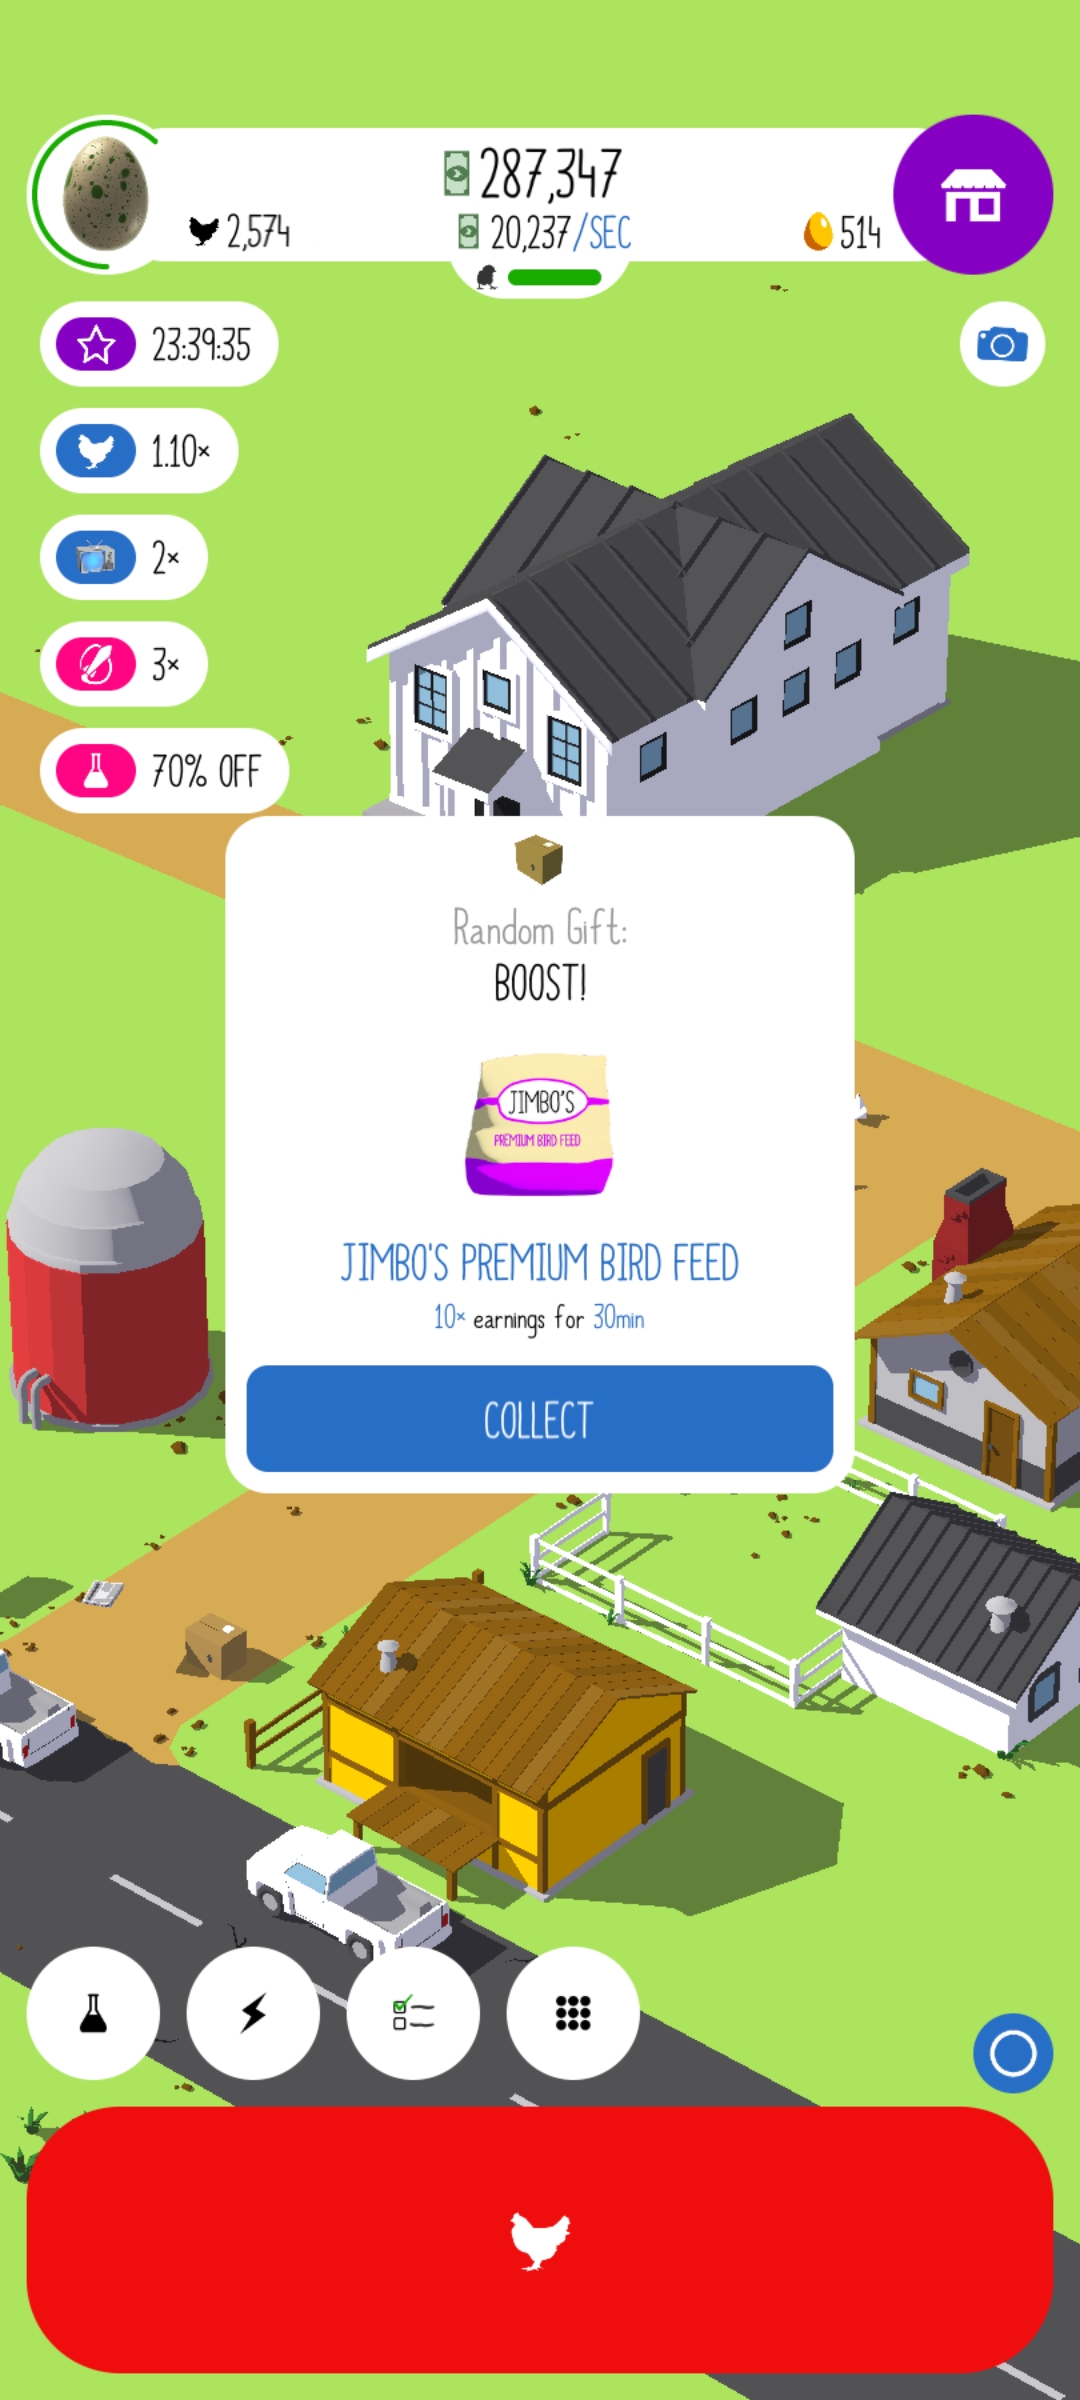 287,347
2,574
20,237/SEC
514
23:39:35
1.10×
2×
3×
70% OFF
Random Gift:
BOOST!
JIMBO'S
PREMIUM BIRD FEED
JIMBO'S PREMIUM BIRD FEED
10× earnings for 30min
COLLECT